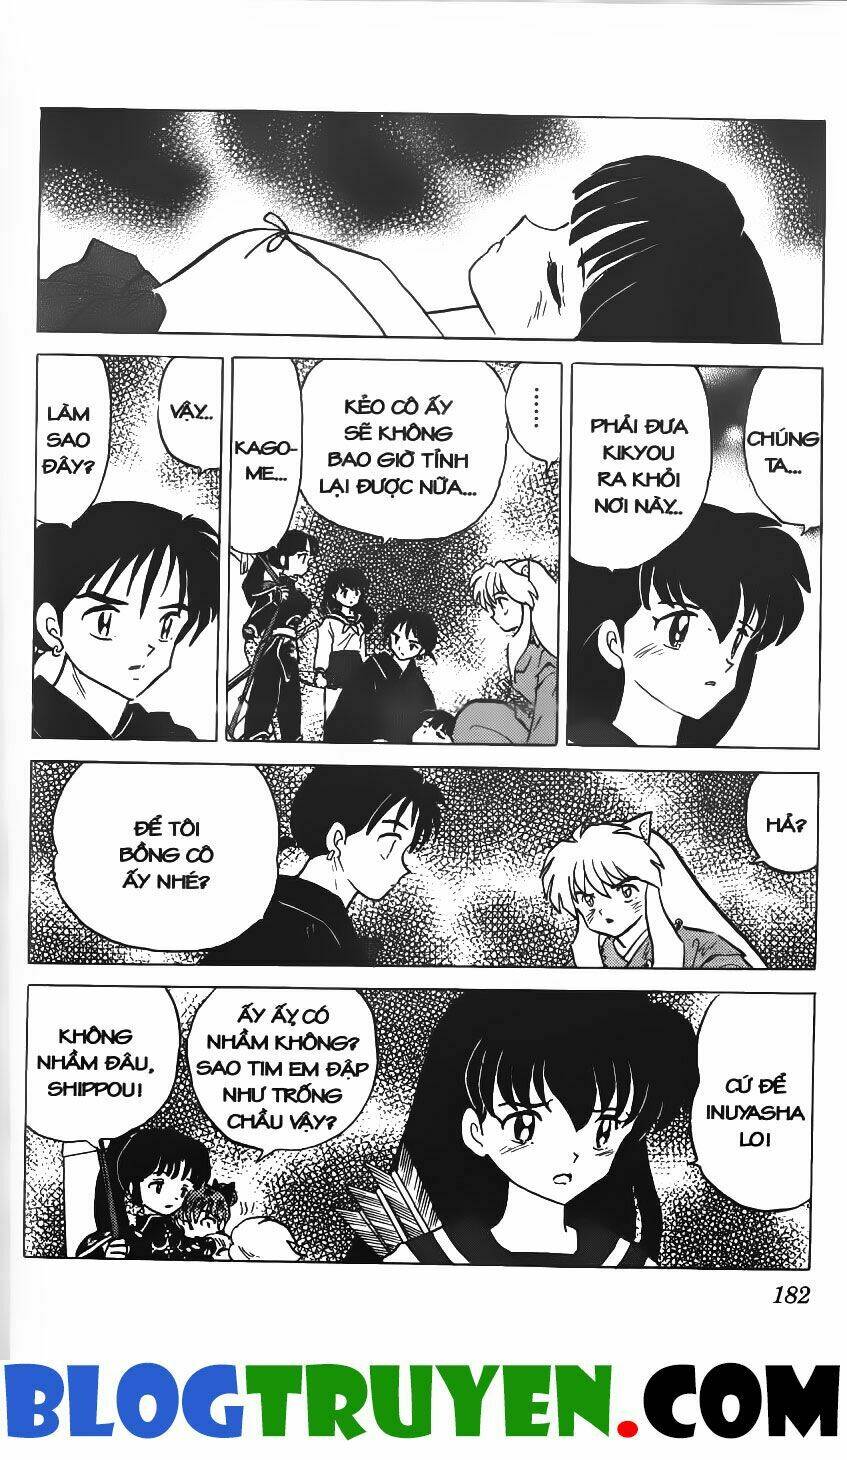 CHÚNG
TA...
PHẢI ĐƯA
KIKYOU
RA KHỎI
NƠI NÀY...
......
KẺO CÔ ẤY
SẼ KHÔNG
BAO GIỜ TỈNH
LẠI ĐƯỢC NỮA...
KAGO-
ME...
VẬY...
LÀM
SAO
ĐÂY?
HẢ?
ĐỂ TÔI
BỒNG CÔ
ẤY NHÉ?
CỨ ĐỂ
INUYASHA
LO!
ẤY ẤY, CÓ
NHẦM KHÔNG?
SAO TIM EM ĐẬP
NHƯ TRỐNG
CHẦU VẬY?
KHÔNG
NHẦM ĐÂU,
SHIPPOU!
182
BLOGTRUYEN.COM